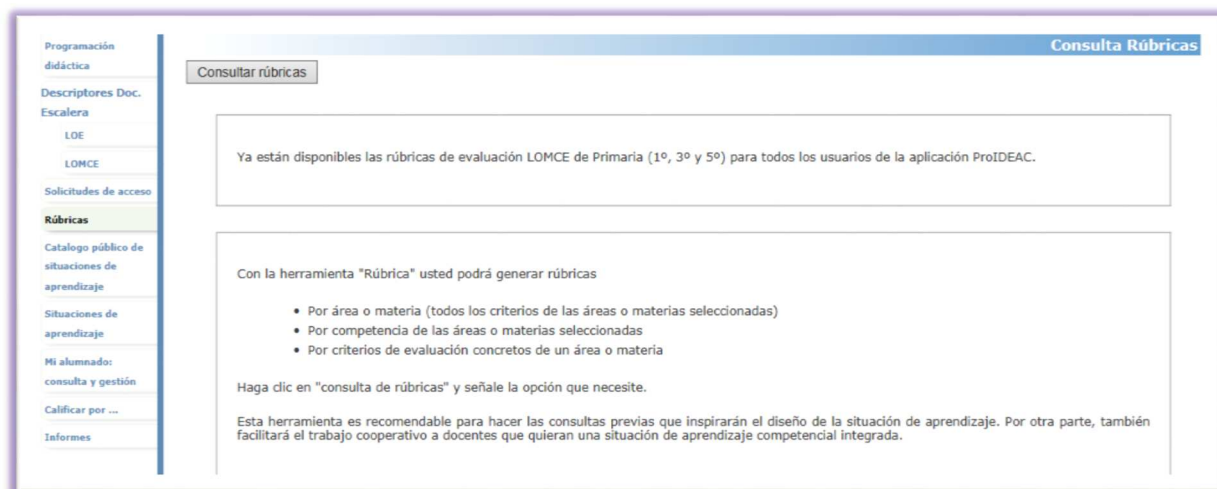 Programación
didáctica
Descriptores Doc.
Escalera
LOE
LOMCE
Solicitudes de acceso
Rúbricas
Catalogo público de
situaciones de
aprendizaje
Situaciones de
aprendizaje
Mi alumnado:
consulta y gestión
Calificar por ...
Informes
Consulta Rúbricas
Consultar rúbricas
Ya están disponibles las rúbricas de evaluación LOMCE de Primaria (1º, 3º y 5º) para todos los usuarios de la aplicación ProIDEAC.
Con la herramienta "Rúbrica" usted podrá generar rúbricas
• Por área o materia (todos los criterios de las áreas o materias seleccionadas)
• Por competencia de las áreas o materias seleccionadas
• Por criterios de evaluación concretos de un área o materia
Haga clic en "consulta de rúbricas" y señale la opción que necesite.
Esta herramienta es recomendable para hacer las consultas previas que inspirarán el diseño de la situación de aprendizaje. Por otra parte, también
facilitará el trabajo cooperativo a docentes que quieran una situación de aprendizaje competencial integrada.